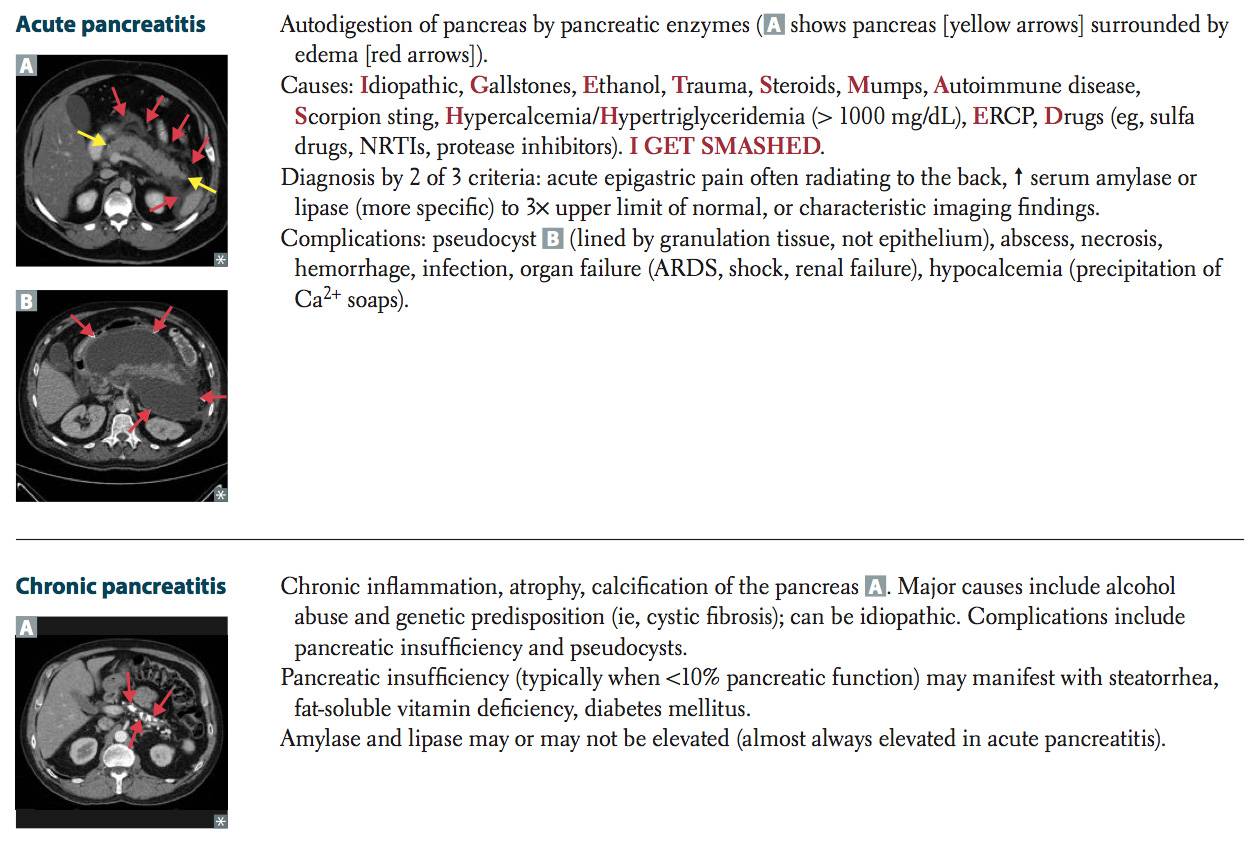 Acute pancreatitis
A
*
B
*
Autodigestion of pancreas by pancreatic enzymes (A shows pancreas [yellow arrows] surrounded by
edema [red arrows]).
Causes: Idiopathic, Gallstones, Ethanol, Trauma, Steroids, Mumps, Autoimmune disease,
Scorpion sting, Hypercalcemia/Hypertriglyceridemia (> 1000 mg/dL), ERCP, Drugs (eg, sulfa
drugs, NRTIs, protease inhibitors). I GET SMASHED.
Diagnosis by 2 of 3 criteria: acute epigastric pain often radiating to the back, ↑ serum amylase or
lipase (more specific) to 3× upper limit of normal, or characteristic imaging findings.
Complications: pseudocyst B (lined by granulation tissue, not epithelium), abscess, necrosis,
hemorrhage, infection, organ failure (ARDS, shock, renal failure), hypocalcemia (precipitation of
Ca²⁺ soaps).
Chronic pancreatitis
A
*
Chronic inflammation, atrophy, calcification of the pancreas A. Major causes include alcohol
abuse and genetic predisposition (ie, cystic fibrosis); can be idiopathic. Complications include
pancreatic insufficiency and pseudocysts.
Pancreatic insufficiency (typically when <10% pancreatic function) may manifest with steatorrhea,
fat-soluble vitamin deficiency, diabetes mellitus.
Amylase and lipase may or may not be elevated (almost always elevated in acute pancreatitis).